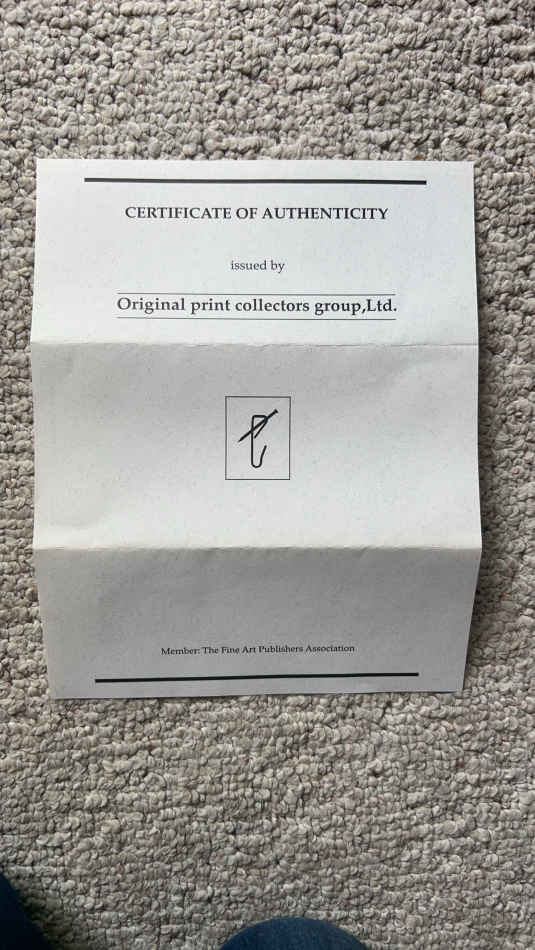 CERTIFICATE OF AUTHENTICITY
issued by
Original print collectors group,Ltd.
Member: The Fine Art Publishers Association